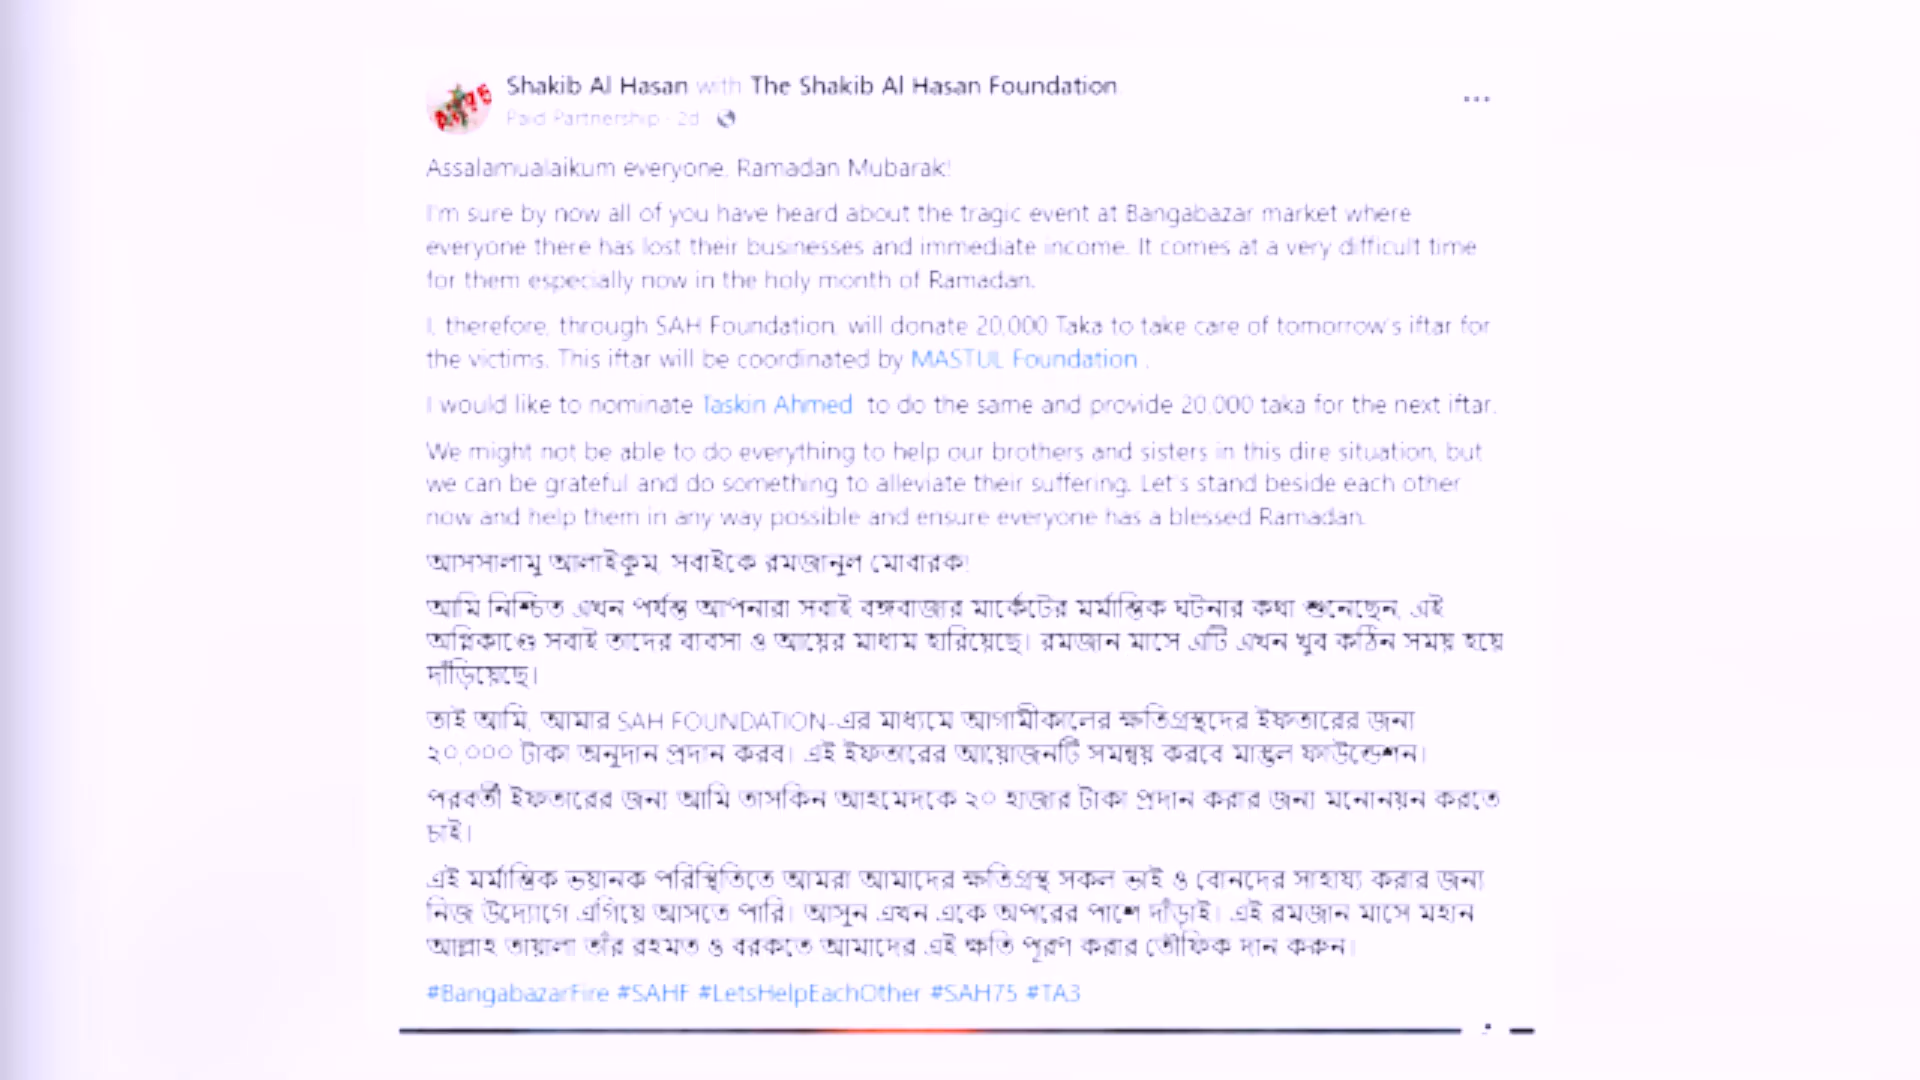 Shakib Al Hasan with The Shakib Al Hasan Foundation
Paid Partnership · 2d
Assalamualaikum everyone, Ramadan Mubarak!
I'm sure by now all of you have heard about the tragic event at Bangabazar market where
everyone there has lost their businesses and immediate income. It comes at a very difficult time
for them especially now in the holy month of Ramadan.
I, therefore, through SAH Foundation, will donate 20,000 Taka to take care of tomorrow's iftar for
the victims. This iftar will be coordinated by MASTUL Foundation .
I would like to nominate Taskin Ahmed to do the same and provide 20,000 taka for the next iftar.
We might not be able to do everything to help our brothers and sisters in this dire situation, but
we can be grateful and do something to alleviate their suffering. Let's stand beside each other
now and help them in any way possible and ensure everyone has a blessed Ramadan.
আসসালামু আলাইকুম, সবাইকে রমজানুল মোবারক!
আমি নিশ্চিত এখন পর্যন্ত আপনারা সবাই বঙ্গবাজার মার্কেটের মর্মান্তিক ঘটনার কথা শুনেছেন, এই
অগ্নিকাণ্ডে সবাই তাদের ব্যবসা ও আয়ের মাধ্যম হারিয়েছে। রমজান মাসে এটি এখন খুব কঠিন সময় হয়ে
দাঁড়িয়েছে।
তাই আমি, আমার SAH FOUNDATION-এর মাধ্যমে আগামীকালের ক্ষতিগ্রস্থদের ইফতারের জন্য
২০,০০০ টাকা অনুদান প্রদান করব। এই ইফতারের আয়োজনটি সমন্বয় করবে মাস্তুল ফাউন্ডেশন।
পরবর্তী ইফতারের জন্য আমি তাসকিন আহমেদকে ২০ হাজার টাকা প্রদান করার জন্য মনোনয়ন করতে
চাই।
এই মর্মান্তিক ভয়ানক পরিস্থিতিতে আমরা আমাদের ক্ষতিগ্রস্থ সকল ভাই ও বোনদের সাহায্য করার জন্য
নিজ উদ্যোগে এগিয়ে আসতে পারি। আসুন এখন একে অপরের পাশে দাঁড়াই। এই রমজান মাসে মহান
আল্লাহ তায়ালা তাঁর রহমত ও বরকতে আমাদের এই ক্ষতি পূরণ করার তৌফিক দান করুন।
#BangabazarFire #SAHF #LetsHelpEachOther #SAH75 #TA3